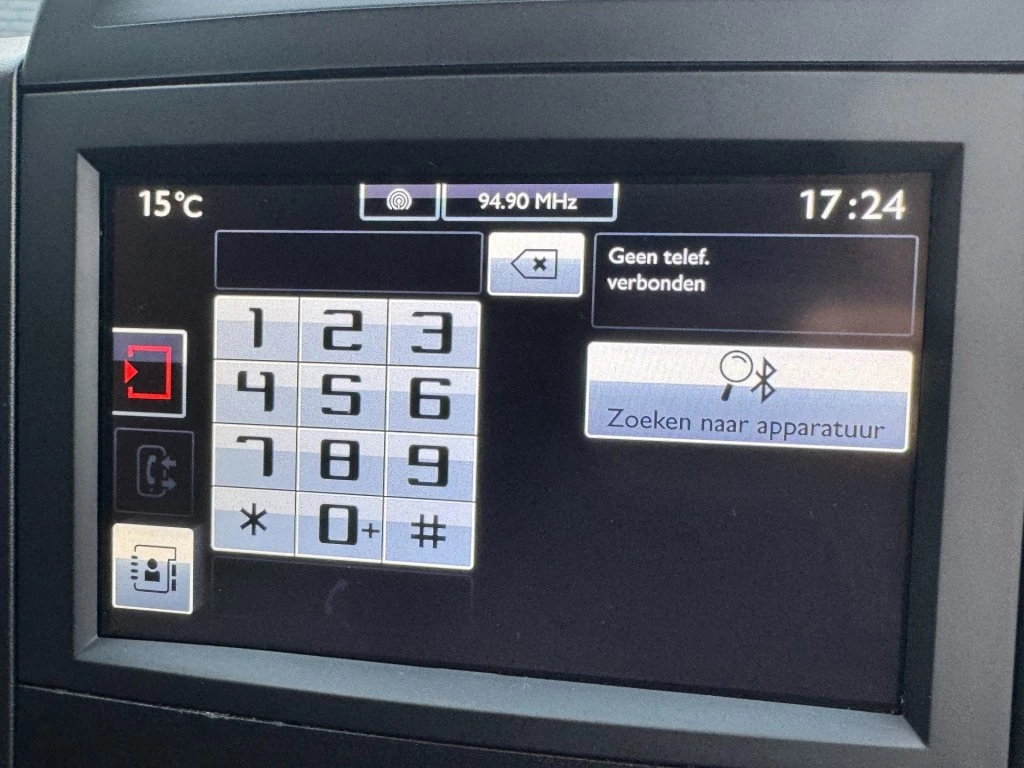 15°C 94.90 MHz 17:24
Geen telef.
verbonden
1 2 3
4 5 6
7 8 9
* 0+ #
Zoeken naar apparatuur